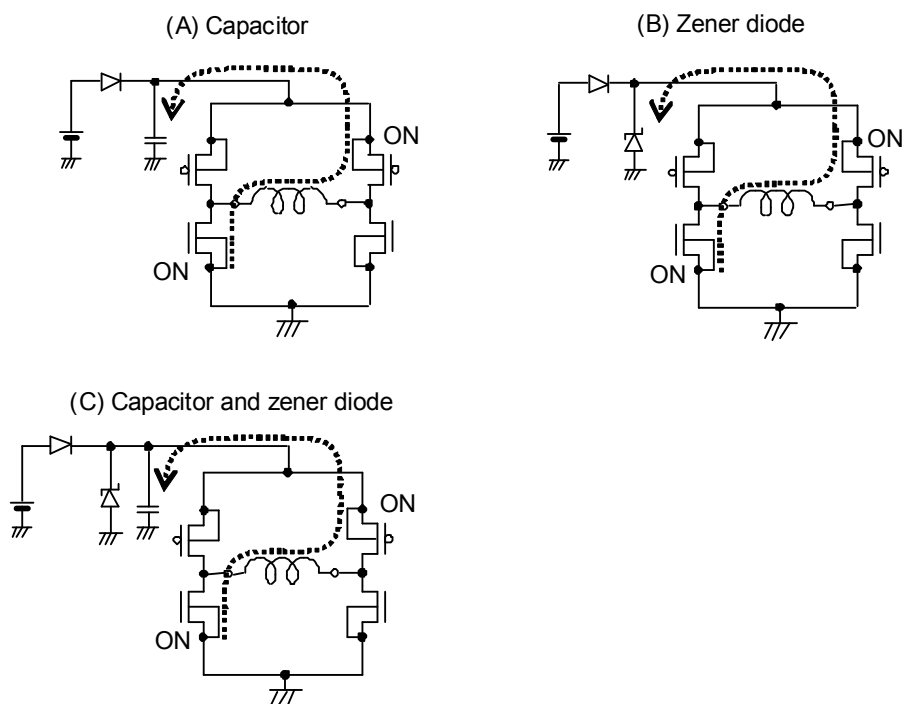 (A) Capacitor
(B) Zener diode
ON
ON
ON
ON
(C) Capacitor and zener diode
ON
ON